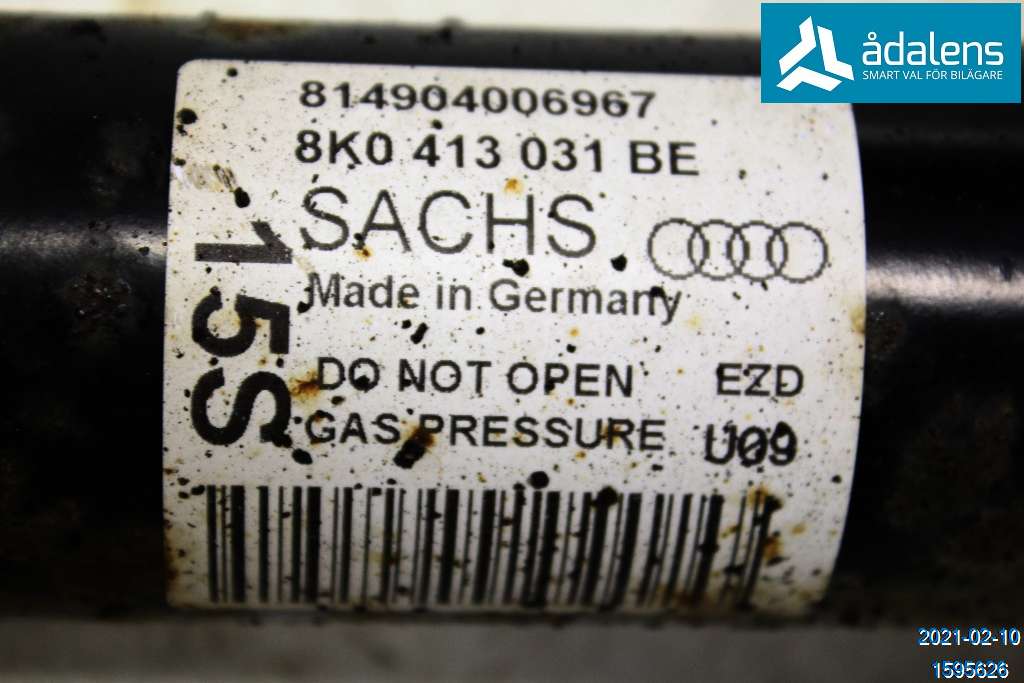 ådalens
SMART VAL FÖR BILÄGARE
814904006967
8K0 413 031 BE
SACHS
Made in Germany
15S
DO NOT OPEN EZD
GAS PRESSURE U09
2021-02-10
1595626